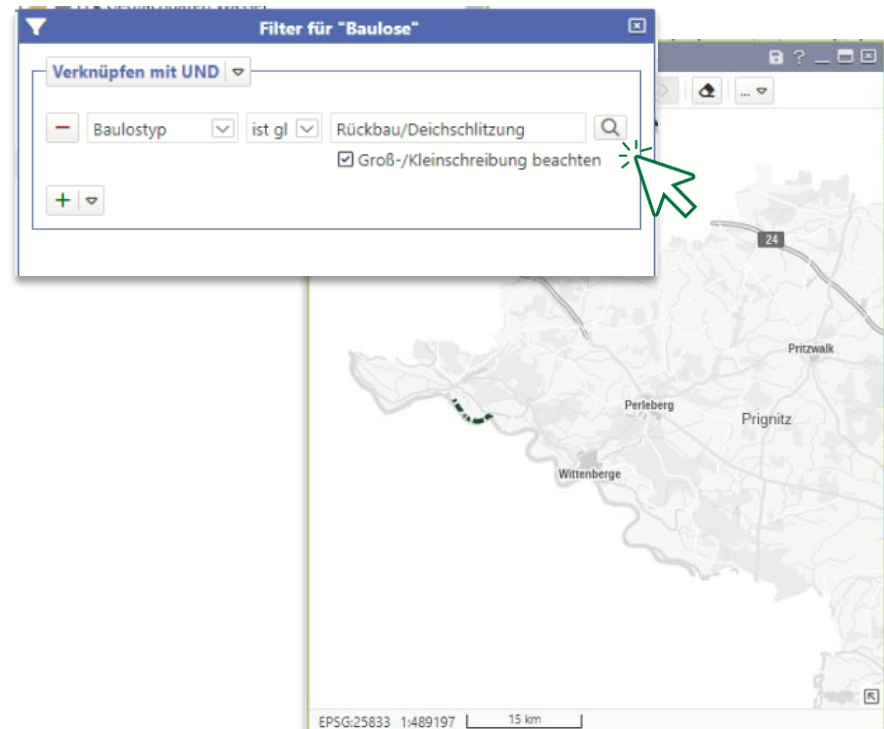 Filter für "Baulose"
Verknüpfen mit UND
Baulostyp ist gl Rückbau/Deichschlitzung
Groß-/Kleinschreibung beachten
...
24
Pritzwalk
Perleberg
Prignitz
Wittenberge
EPSG:25833 1:489197 15 km